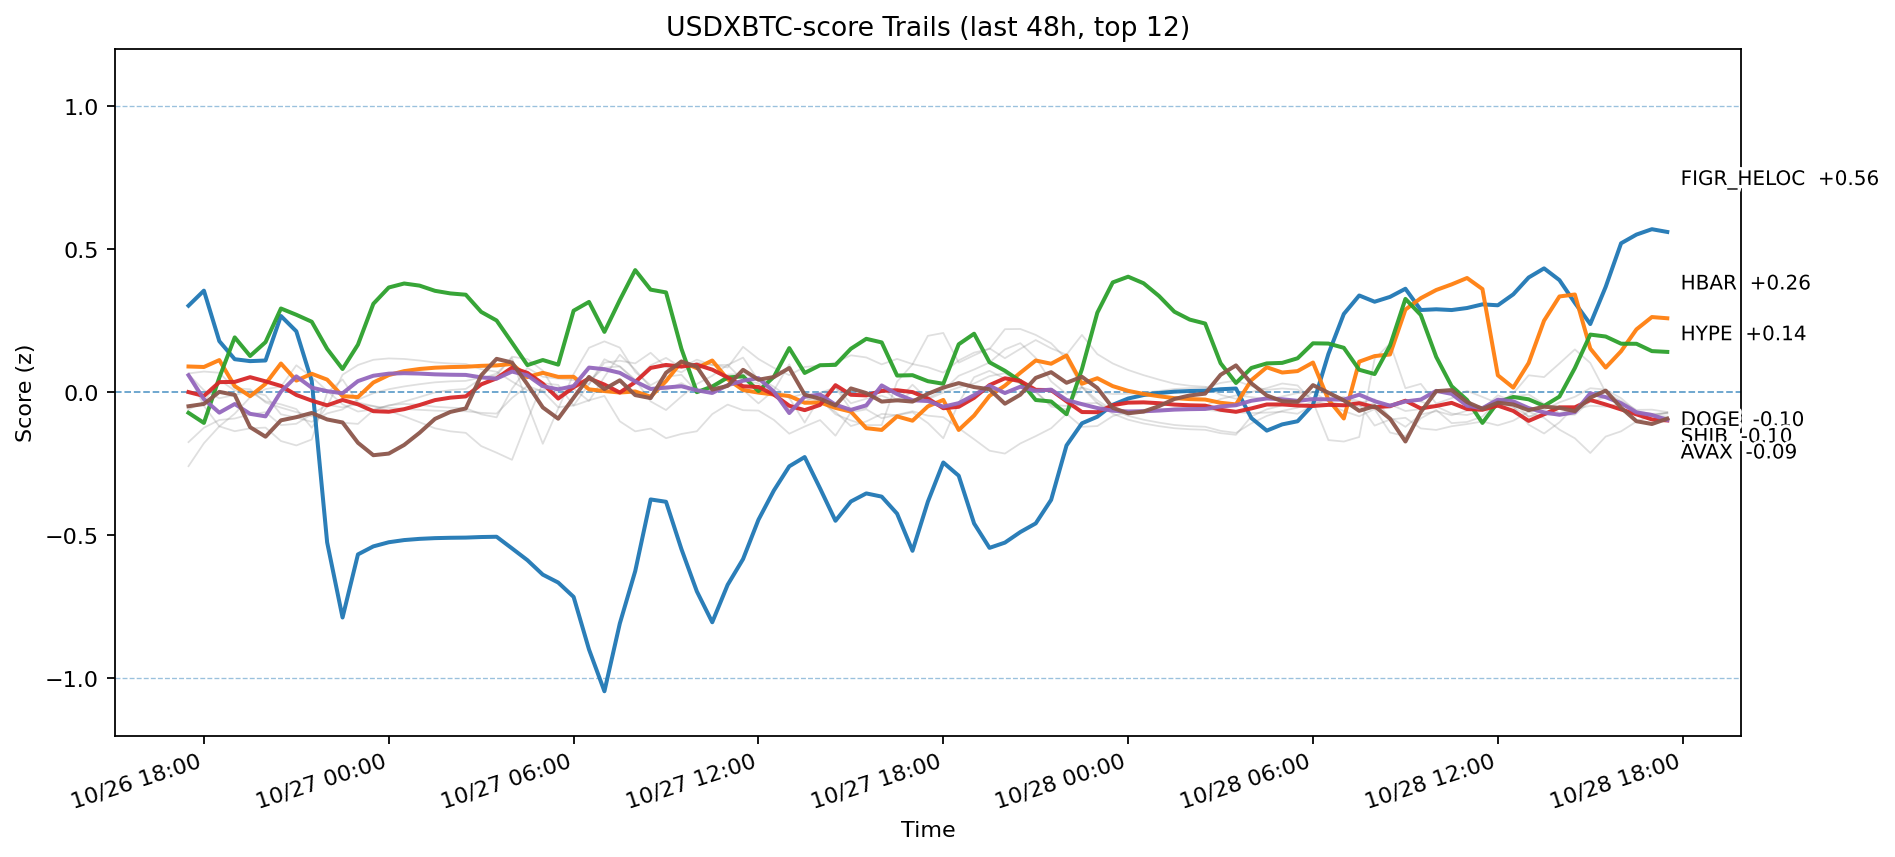 USDXBTC-score Trails (last 48h, top 12)
Score (z)
1.0
0.5
0.0
−0.5
−1.0
FIGR_HELOC +0.56
HBAR +0.26
HYPE +0.14
DOGE -0.10
SHIB -0.10
AVAX -0.09
10/26 18:00
10/27 00:00
10/27 06:00
10/27 12:00
10/27 18:00
10/28 00:00
10/28 06:00
10/28 12:00
10/28 18:00
Time